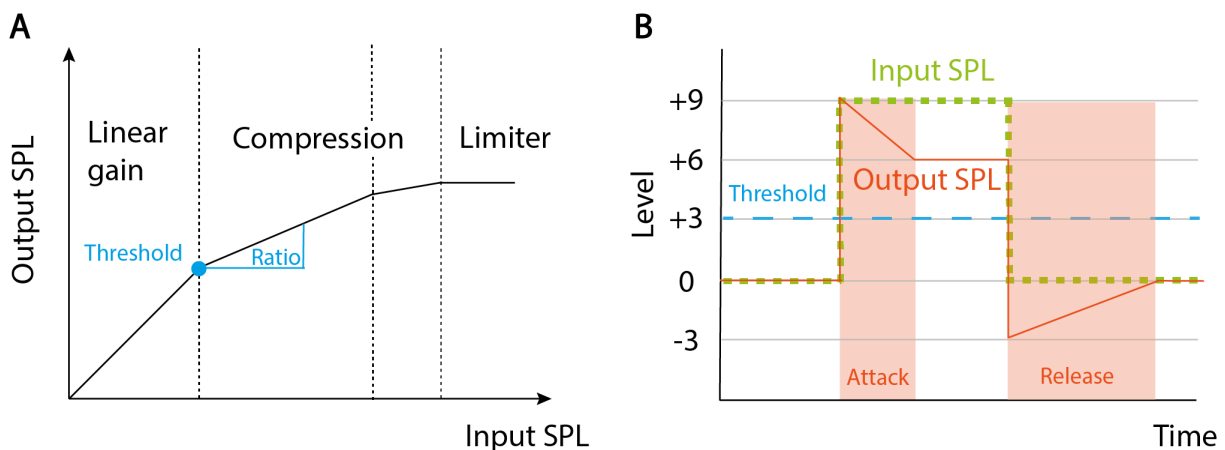 A
Output SPL
Linear
gain
Compression
Limiter
Threshold
Ratio
Input SPL
B
Level
+9
+6
+3
0
-3
Input SPL
Threshold
Output SPL
Attack
Release
Time